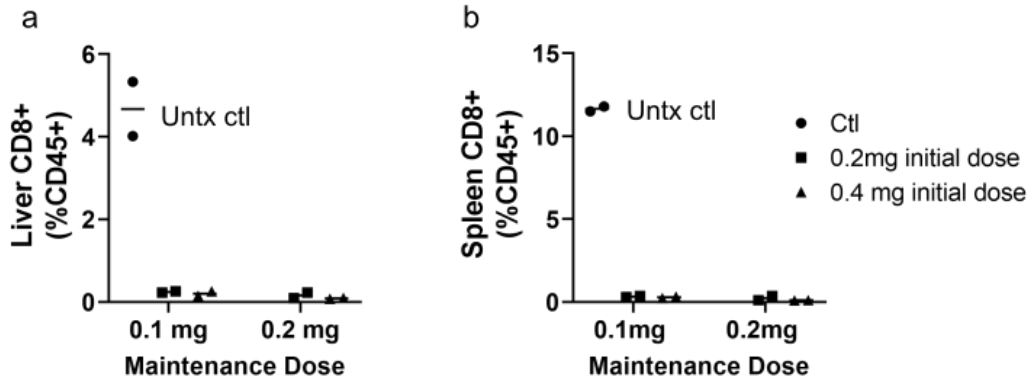 a
Liver CD8+
(%CD45+)
6
4
2
0
Untx ctl
0.1 mg
0.2 mg
Maintenance Dose
b
Spleen CD8+
(%CD45+)
15
10
5
0
Untx ctl
0.1mg
0.2mg
Maintenance Dose
Ctl
0.2mg initial dose
0.4 mg initial dose